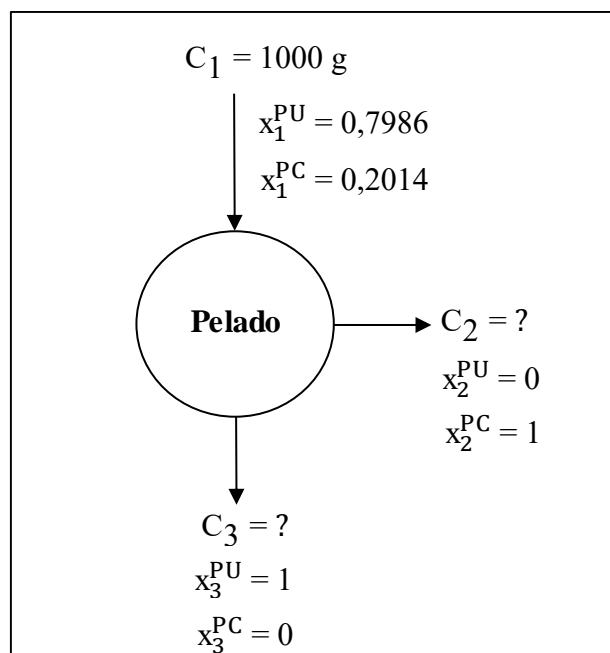 C₁ = 1000 g
x₁ᴾᵁ = 0,7986
x₁ᴾC = 0,2014
Pelado
C₂ = ?
x₂ᴾᵁ = 0
x₂ᴾC = 1
C₃ = ?
x₃ᴾᵁ = 1
x₃ᴾC = 0